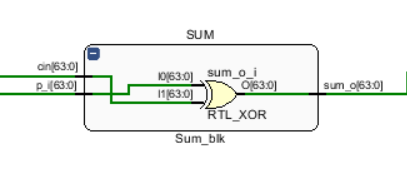 SUM
cin[63:0]
p_i[63:0]
I0[63:0]
I1[63:0]
sum_o_i
O[63:0]
RTL_XOR
sum_o[63:0]
Sum_blk